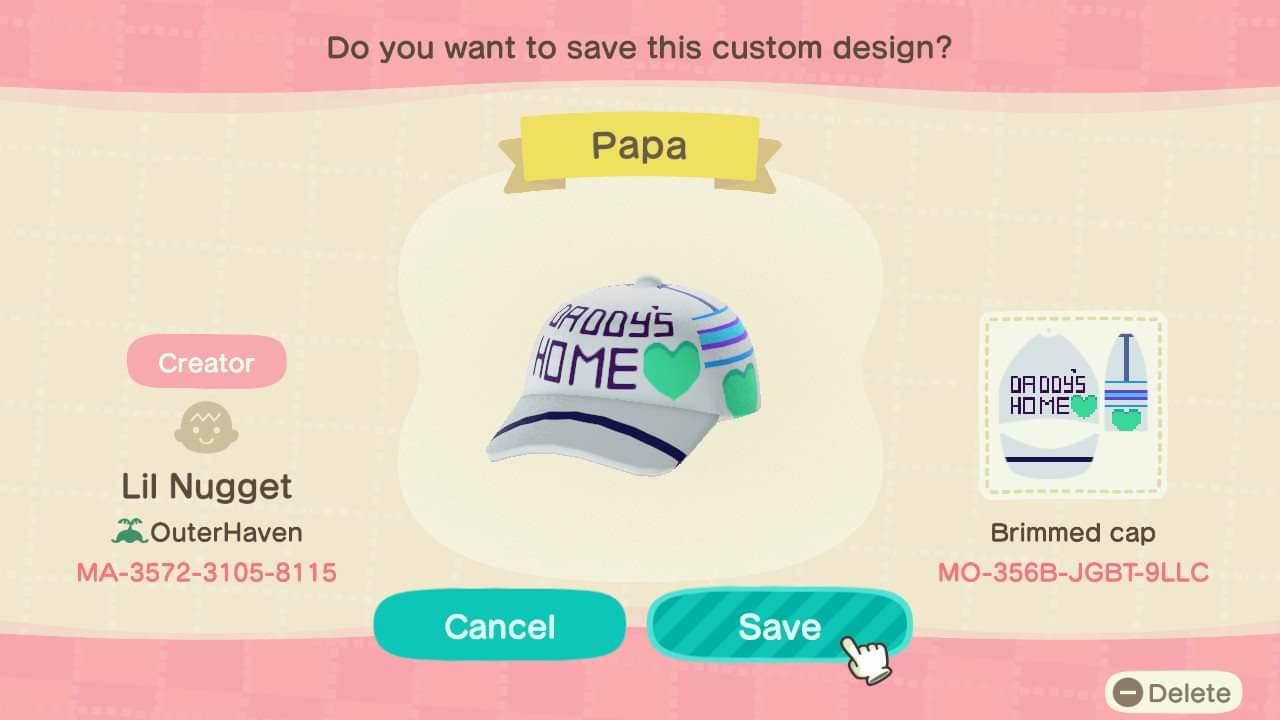 Do you want to save this custom design?
Papa
DADDY'S
HOME
Creator
Lil Nugget
OuterHaven
MA-3572-3105-8115
DADDY'S
HOME
Brimmed cap
MO-356B-JGBT-9LLC
Cancel
Save
Delete